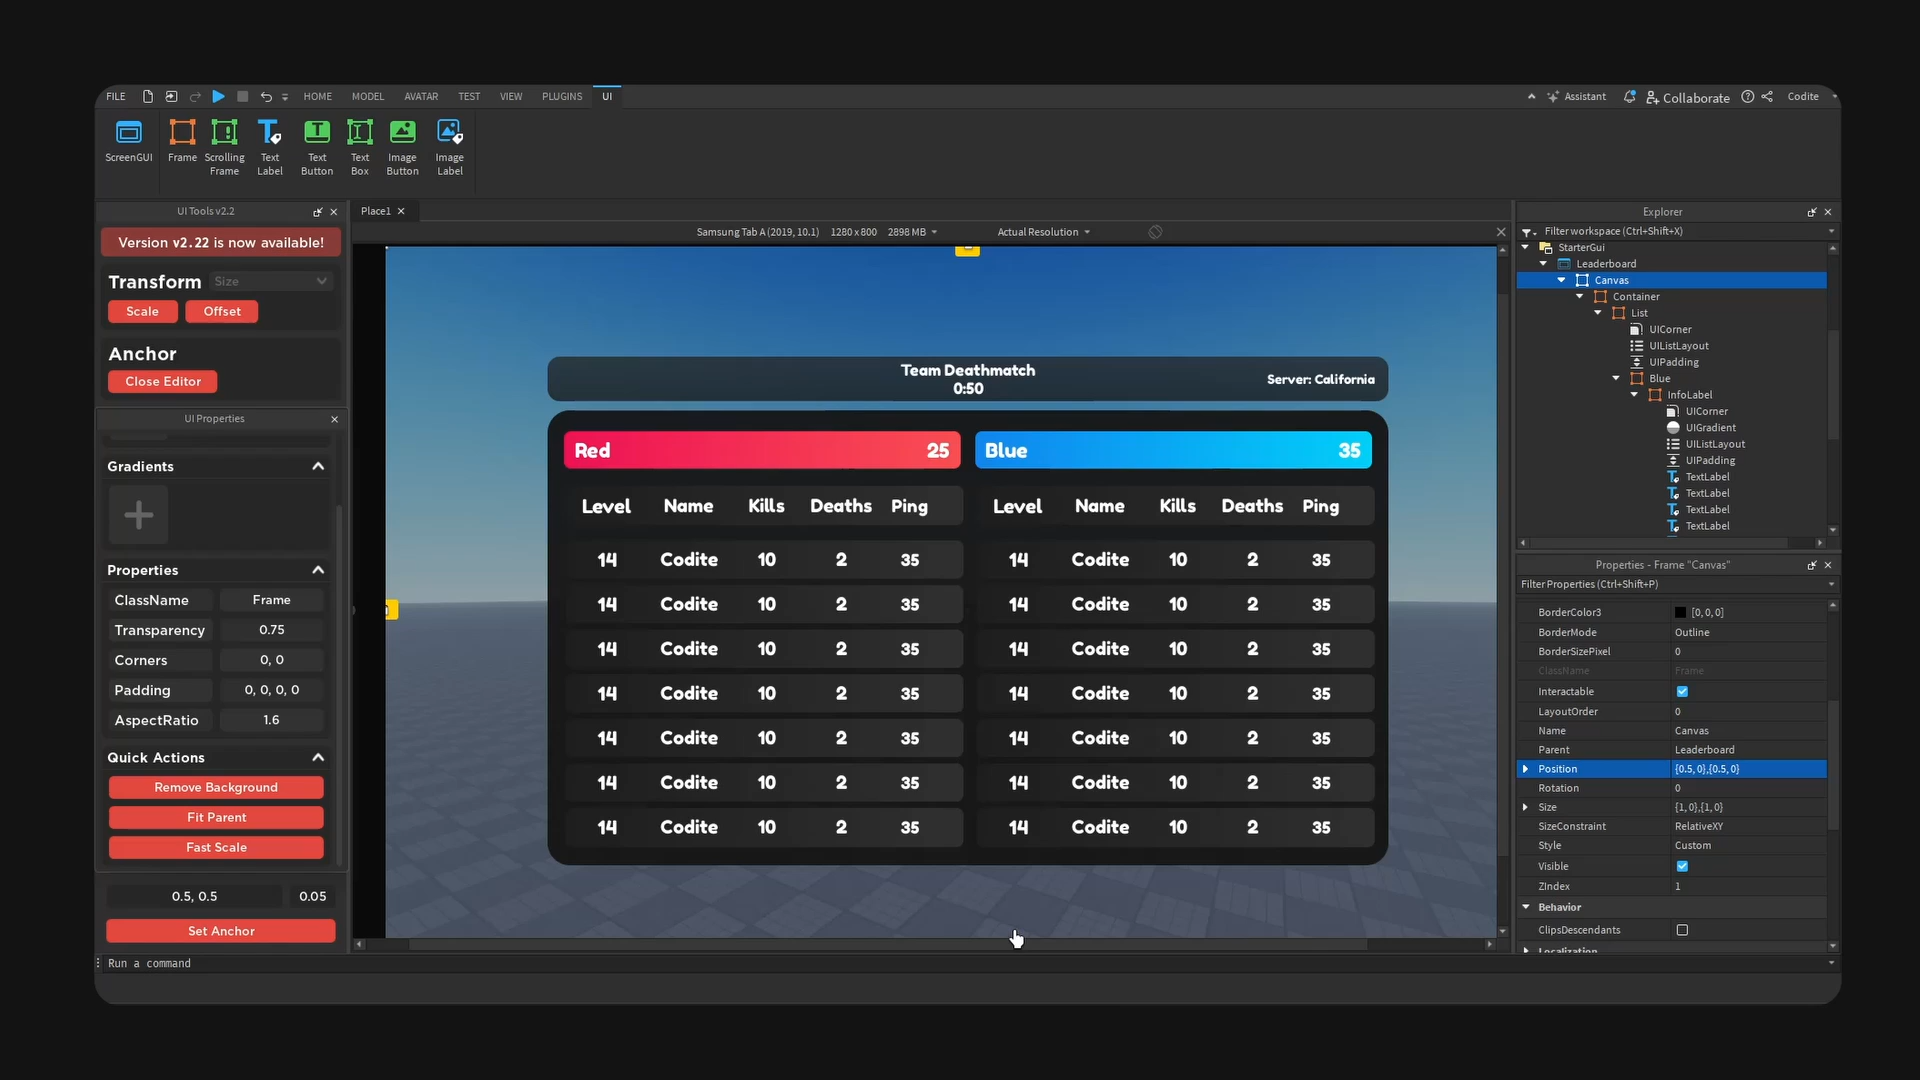 FILE HOME MODEL AVATAR TEST VIEW PLUGINS UI Assistant Collaborate Codite
ScreenGUI Frame Scrolling Frame Text Label Text Button Text Box Image Button Image Label
UI Tools v2.2
Version v2.22 is now available!
Transform Size
Scale Offset
Anchor
Close Editor
UI Properties
Gradients
Properties
ClassName Frame
Transparency 0.75
Corners 0, 0
Padding 0, 0, 0, 0
AspectRatio 1.6
Quick Actions
Remove Background
Fit Parent
Fast Scale
0.5, 0.5 0.05
Set Anchor
Run a command
Place1
Samsung Tab A (2019, 10.1) 1280 x 800 2898 MB Actual Resolution
Team Deathmatch
0:50
Server: California
Red 25 Blue 35
Level Name Kills Deaths Ping Level Name Kills Deaths Ping
14 Codite 10 2 35 14 Codite 10 2 35
14 Codite 10 2 35 14 Codite 10 2 35
14 Codite 10 2 35 14 Codite 10 2 35
14 Codite 10 2 35 14 Codite 10 2 35
14 Codite 10 2 35 14 Codite 10 2 35
14 Codite 10 2 35 14 Codite 10 2 35
14 Codite 10 2 35 14 Codite 10 2 35
Explorer
Filter workspace (Ctrl+Shift+X)
StarterGui
Leaderboard
Canvas
Container
List
UICorner
UIListLayout
UIPadding
Blue
InfoLabel
UICorner
UIGradient
UIListLayout
UIPadding
TextLabel
TextLabel
TextLabel
TextLabel
Properties - Frame "Canvas"
Filter Properties (Ctrl+Shift+P)
BorderColor3 [0, 0, 0]
BorderMode Outline
BorderSizePixel 0
ClassName Frame
Interactable
LayoutOrder 0
Name Canvas
Parent Leaderboard
Position {0.5, 0},{0.5, 0}
Rotation 0
Size {1, 0},{1, 0}
SizeConstraint RelativeXY
Style Custom
Visible
ZIndex 1
Behavior
ClipsDescendants
Localization